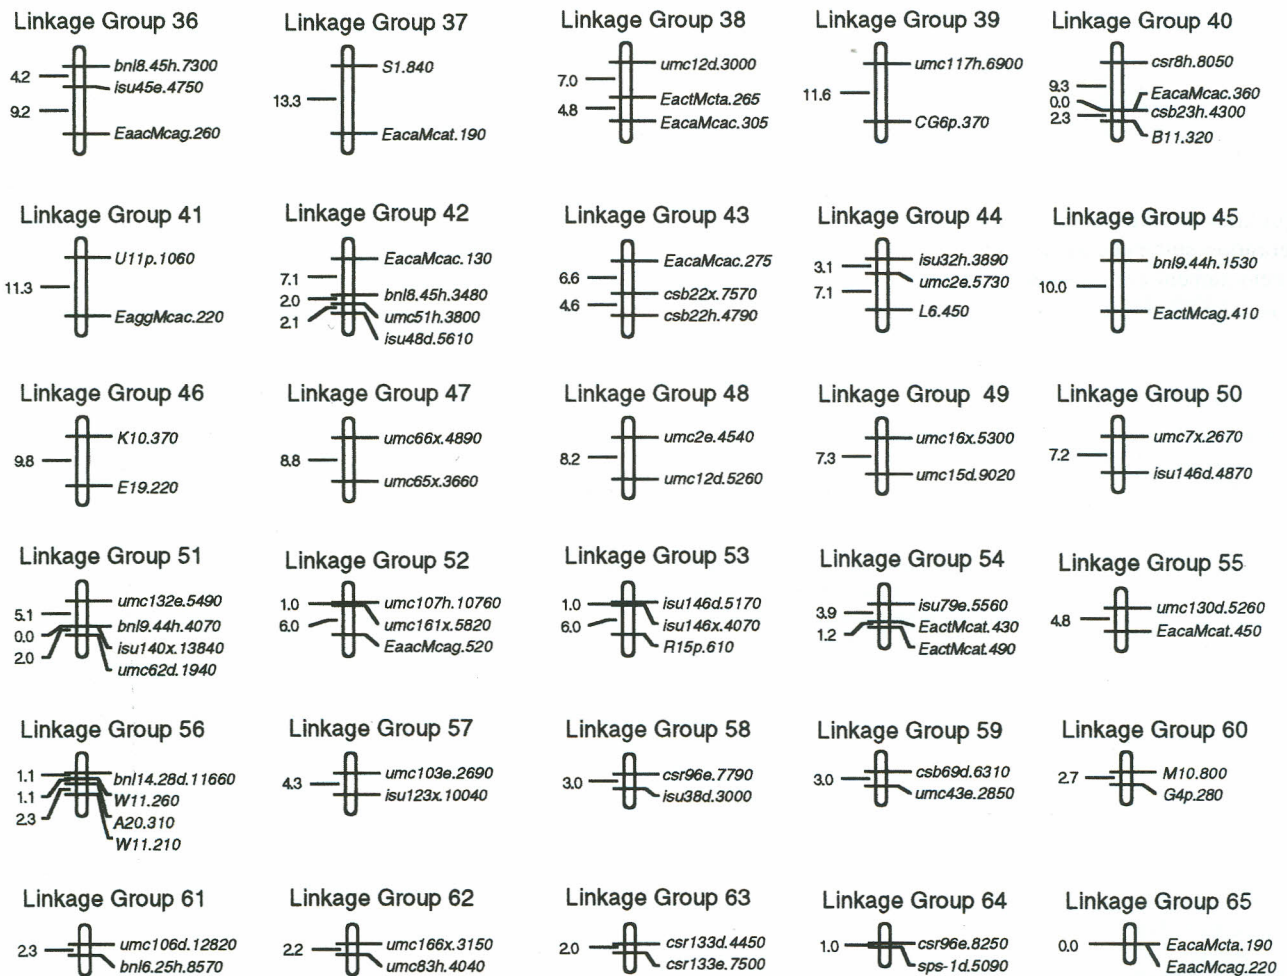 Linkage Group 36
4.2
9.2
bnl8.45h.7300
isu45e.4750
EaacMcag.260
Linkage Group 37
13.3
S1.840
EacaMcat.190
Linkage Group 38
7.0
4.8
umc12d.3000
EactMcta.265
EacaMcac.305
Linkage Group 39
11.6
umc117h.6900
CG6p.370
Linkage Group 40
9.3
0.0
2.3
csr8h.8050
EacaMcac.360
csb23h.4300
B11.320
Linkage Group 41
11.3
U11p.1060
EaggMcac.220
Linkage Group 42
7.1
2.0
2.1
EacaMcac.130
bnl8.45h.3480
umc51h.3800
isu48d.5610
Linkage Group 43
6.6
4.6
EacaMcac.275
csb22x.7570
csb22h.4790
Linkage Group 44
3.1
7.1
isu32h.3890
umc2e.5730
L6.450
Linkage Group 45
10.0
bnl9.44h.1530
EactMcag.410
Linkage Group 46
9.8
K10.370
E19.220
Linkage Group 47
8.8
umc66x.4890
umc65x.3660
Linkage Group 48
8.2
umc2e.4540
umc12d.5260
Linkage Group 49
7.3
umc16x.5300
umc15d.9020
Linkage Group 50
7.2
umc7x.2670
isu146d.4870
Linkage Group 51
5.1
0.0
2.0
umc132e.5490
bnl9.44h.4070
isu140x.13840
umc62d.1940
Linkage Group 52
1.0
6.0
umc107h.10760
umc161x.5820
EaacMcag.520
Linkage Group 53
1.0
6.0
isu146d.5170
isu146x.4070
R15p.610
Linkage Group 54
3.9
1.2
isu79e.5560
EactMcat.430
EactMcat.490
Linkage Group 55
4.8
umc130d.5260
EacaMcat.450
Linkage Group 56
1.1
1.1
2.3
bnl14.28d.11660
W11.260
A20.310
W11.210
Linkage Group 57
4.3
umc103e.2690
isu123x.10040
Linkage Group 58
3.0
csr96e.7790
isu38d.3000
Linkage Group 59
3.0
csb69d.6310
umc43e.2850
Linkage Group 60
2.7
M10.800
G4p.280
Linkage Group 61
2.3
umc106d.12820
bnl6.25h.8570
Linkage Group 62
2.2
umc166x.3150
umc83h.4040
Linkage Group 63
2.0
csr133d.4450
csr133e.7500
Linkage Group 64
1.0
csr96e.8250
sps-1d.5090
Linkage Group 65
0.0
EacaMcta.190
EaacMcag.220